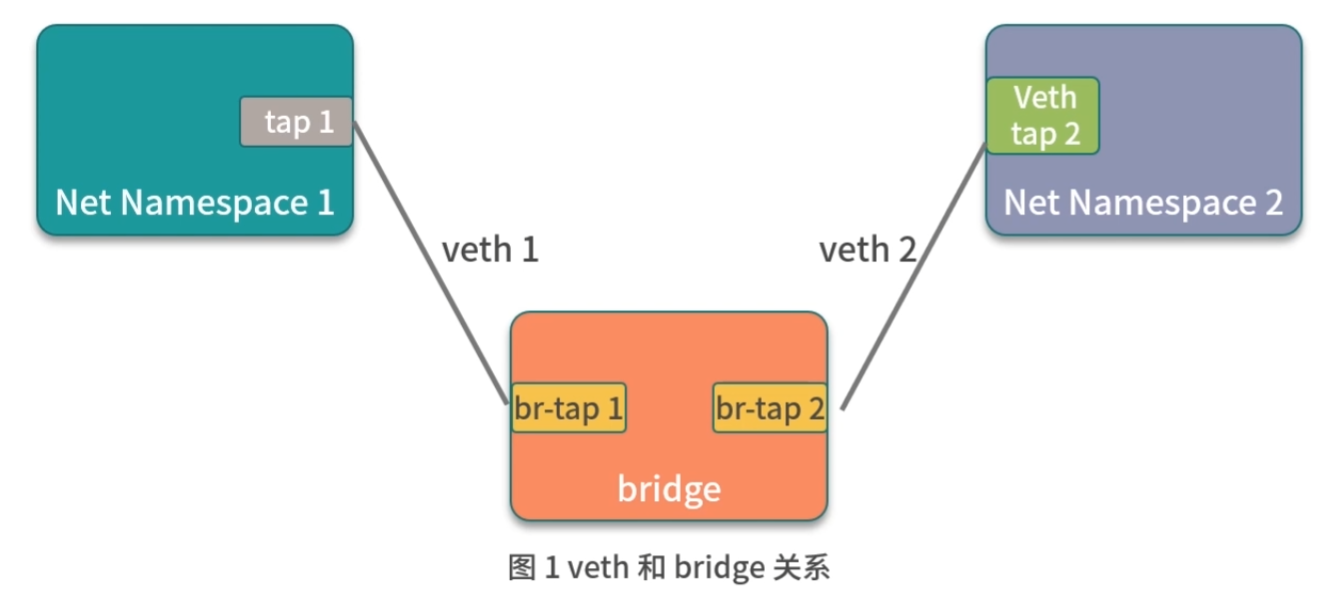 tap 1
Net Namespace 1
Veth
tap 2
Net Namespace 2
veth 1
veth 2
br-tap 1
br-tap 2
bridge
图 1 veth 和 bridge 关系